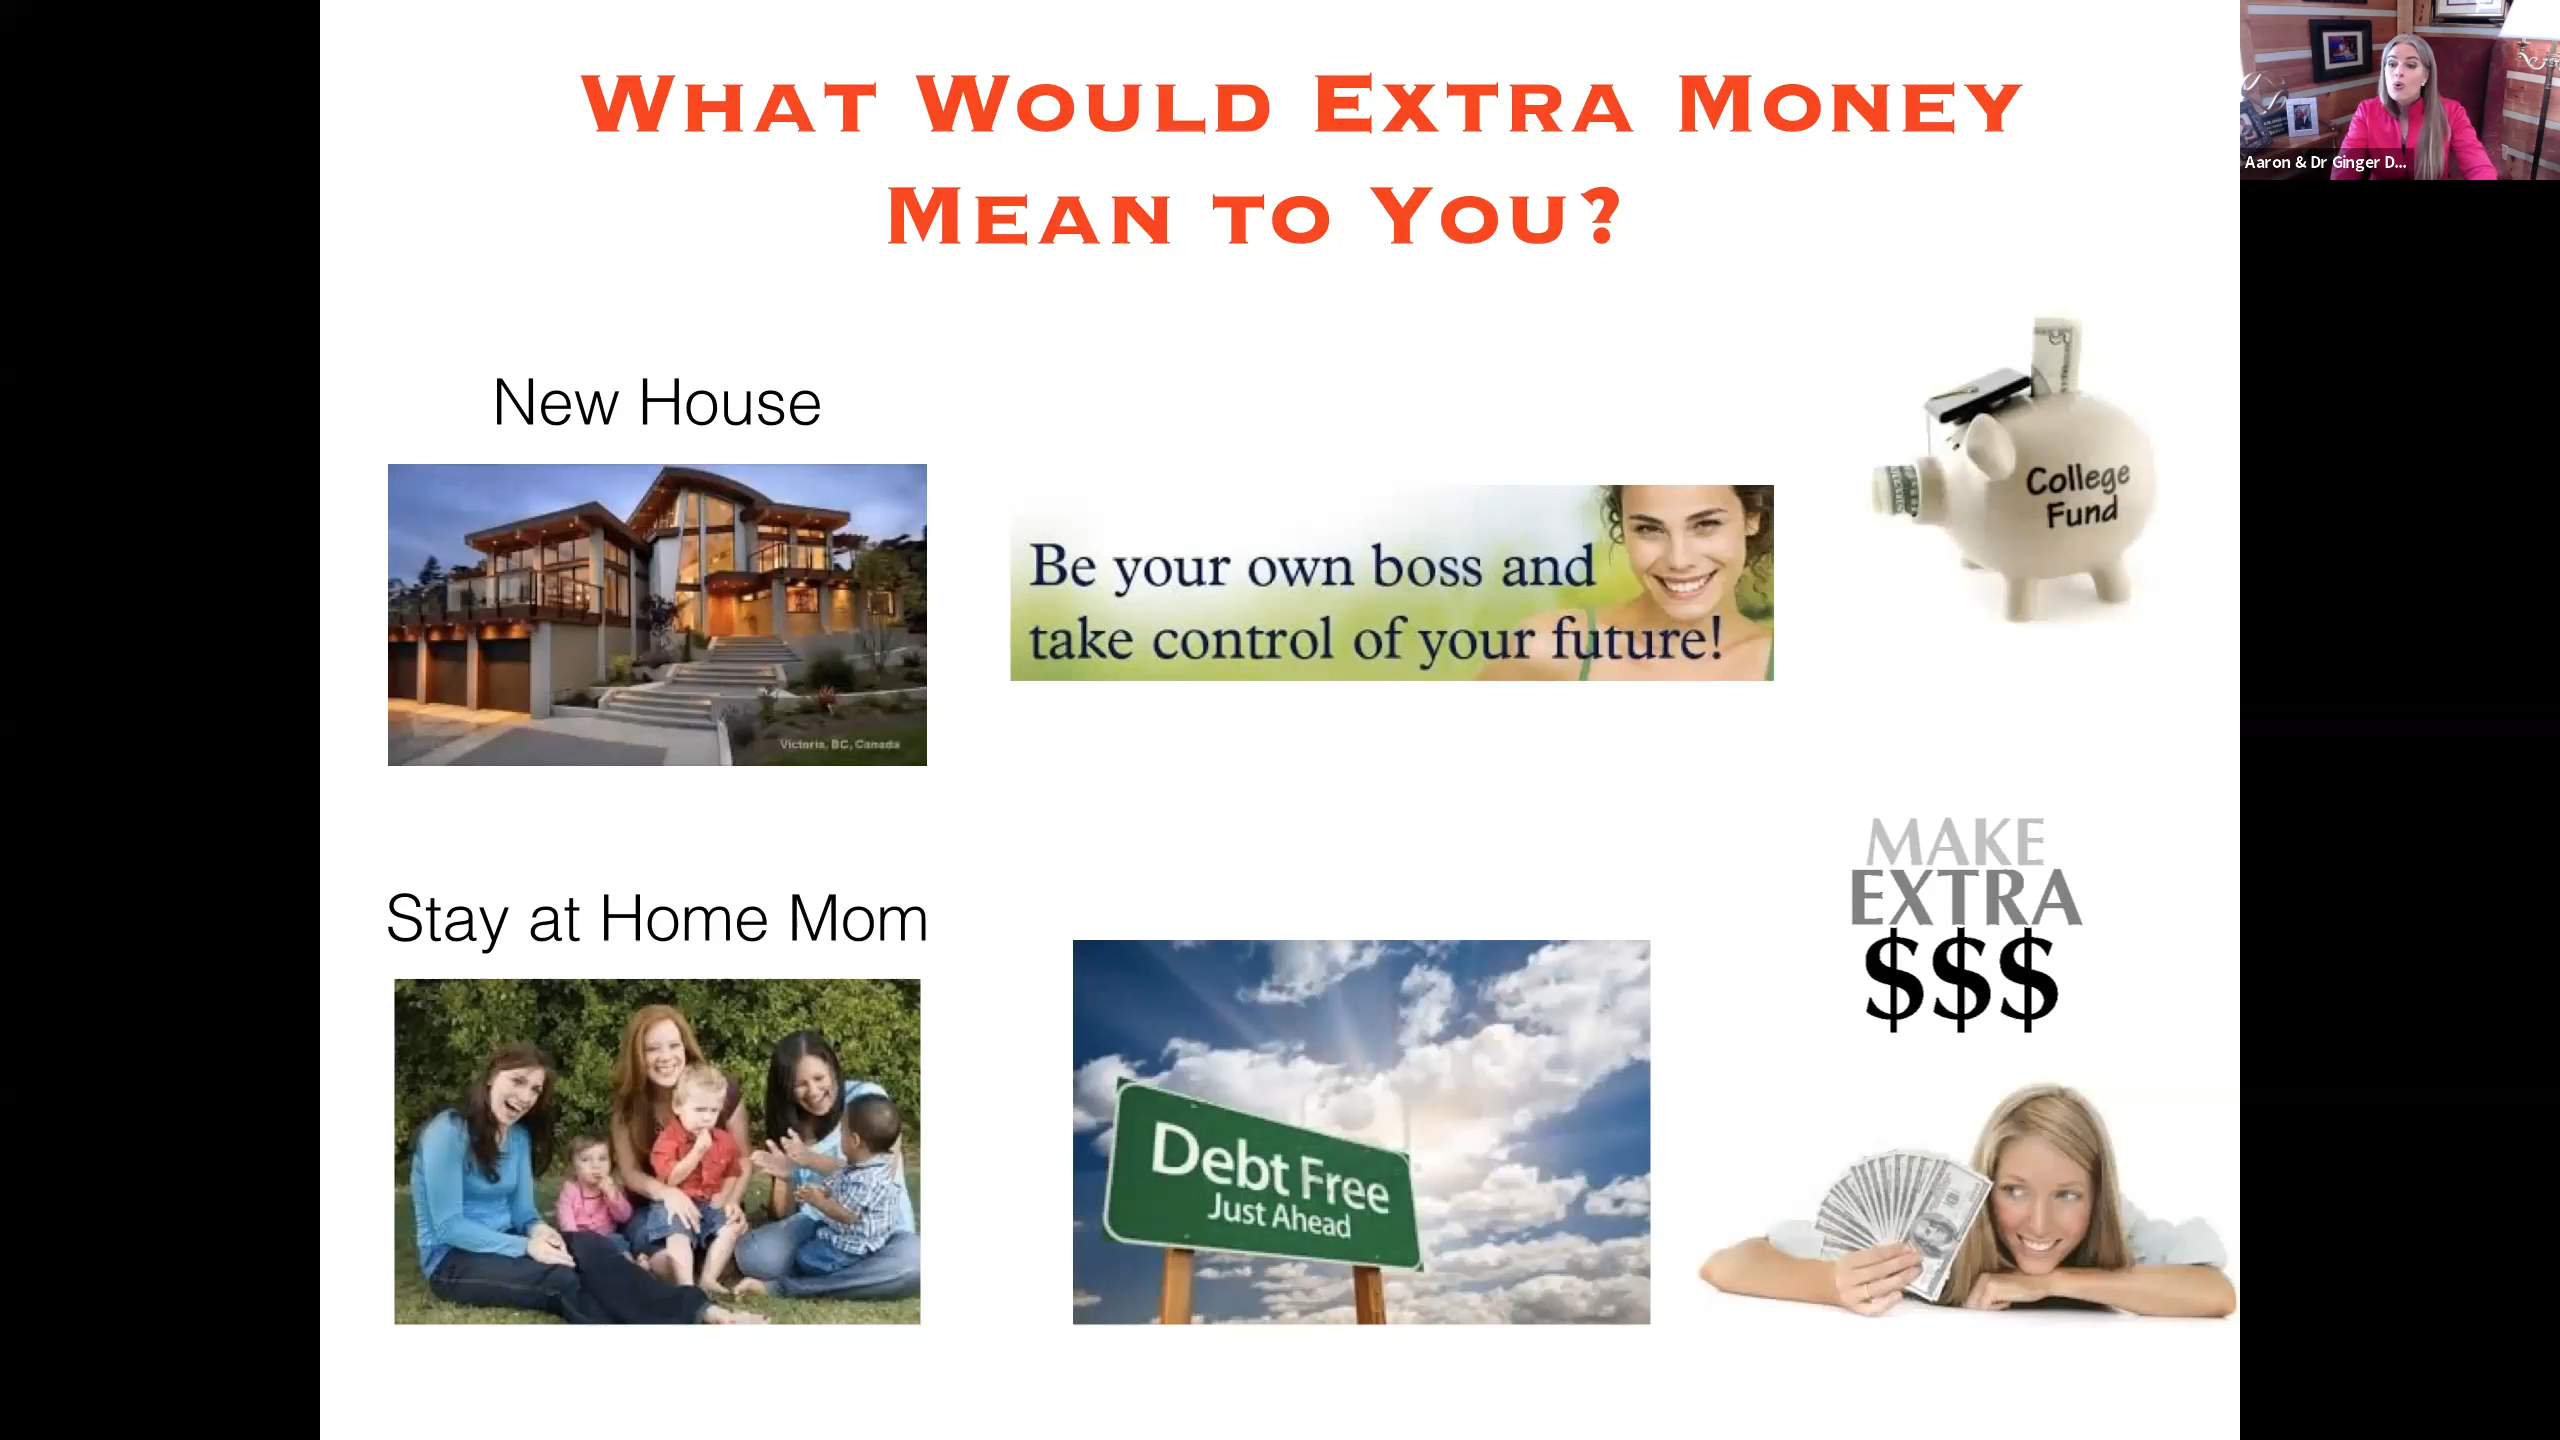 WHAT WOULD EXTRA MONEY
MEAN TO YOU?
Aaron & Dr Ginger D...
New House
Victoria, BC, Canada
Be your own boss and
take control of your future!
College
Fund
Stay at Home Mom
Debt Free
Just Ahead
MAKE
EXTRA
$$$